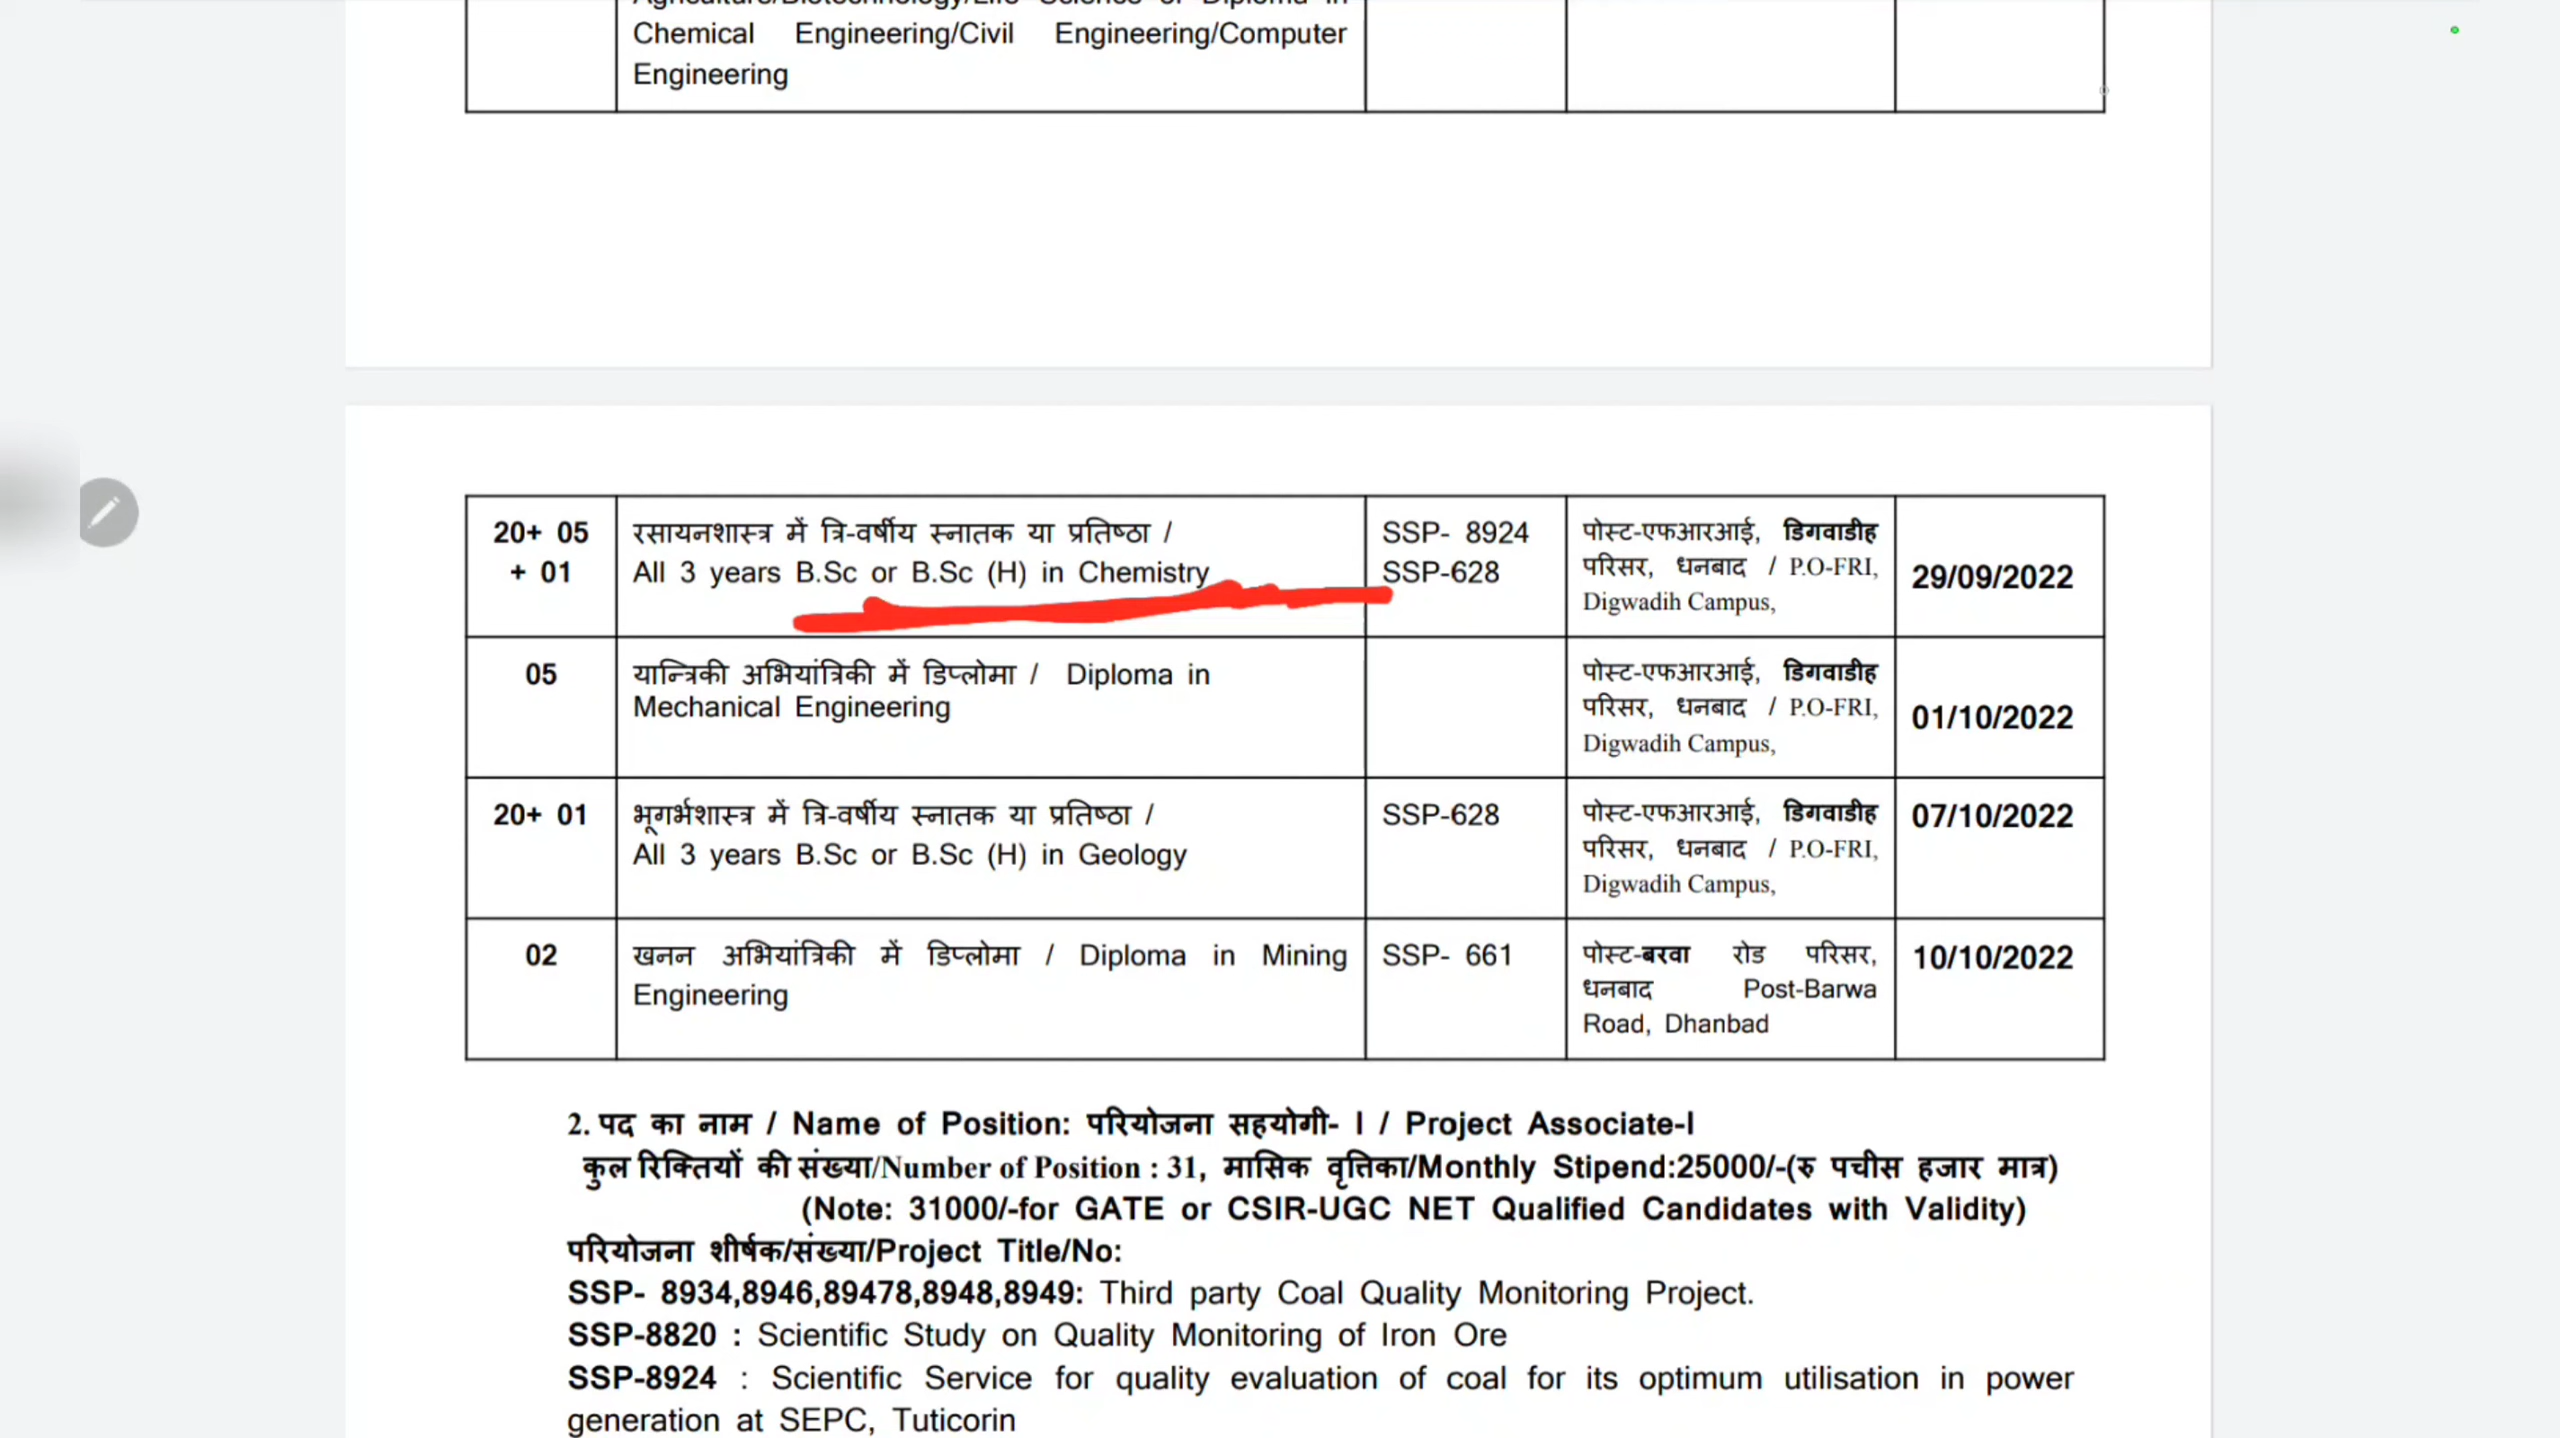 Agriculture/Biotechnology/Life Science or Diploma in
Chemical Engineering/Civil Engineering/Computer
Engineering
20+ 05
+ 01
रसायनशास्त्र में त्रि-वर्षीय स्नातक या प्रतिष्ठा /
All 3 years B.Sc or B.Sc (H) in Chemistry
SSP- 8924
SSP-628
पोस्ट-एफआरआई, डिगवाडीह
परिसर, धनबाद / P.O-FRI,
Digwadih Campus,
29/09/2022
05
यान्त्रिकी अभियांत्रिकी में डिप्लोमा / Diploma in
Mechanical Engineering
पोस्ट-एफआरआई, डिगवाडीह
परिसर, धनबाद / P.O-FRI,
Digwadih Campus,
01/10/2022
20+ 01
भूगर्भशास्त्र में त्रि-वर्षीय स्नातक या प्रतिष्ठा /
All 3 years B.Sc or B.Sc (H) in Geology
SSP-628
पोस्ट-एफआरआई, डिगवाडीह
परिसर, धनबाद / P.O-FRI,
Digwadih Campus,
07/10/2022
02
खनन अभियांत्रिकी में डिप्लोमा / Diploma in Mining
Engineering
SSP- 661
पोस्ट-बरवा रोड परिसर,
धनबाद Post-Barwa
Road, Dhanbad
10/10/2022
2. पद का नाम / Name of Position: परियोजना सहयोगी- I / Project Associate-I
कुल रिक्तियों की संख्या/Number of Position : 31, मासिक वृत्तिका/Monthly Stipend:25000/-(रु पचीस हजार मात्र)
(Note: 31000/-for GATE or CSIR-UGC NET Qualified Candidates with Validity)
परियोजना शीर्षक/संख्या/Project Title/No:
SSP- 8934,8946,89478,8948,8949: Third party Coal Quality Monitoring Project.
SSP-8820 : Scientific Study on Quality Monitoring of Iron Ore
SSP-8924 : Scientific Service for quality evaluation of coal for its optimum utilisation in power
generation at SEPC, Tuticorin